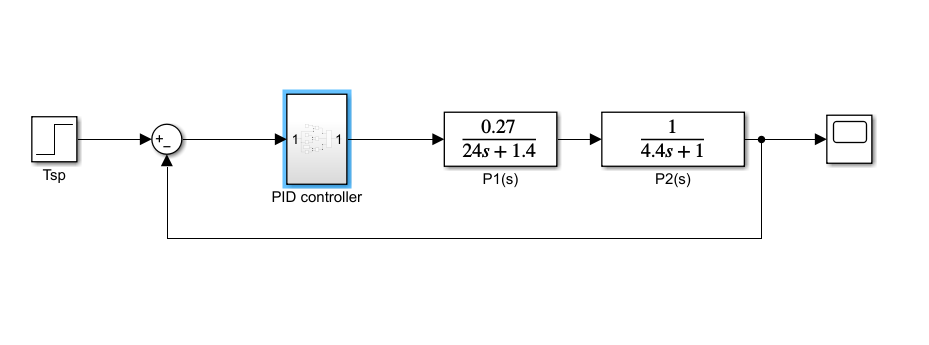 Tsp
+
−
1
1
PID controller
0.27
24s + 1.4
P1(s)
1
4.4s + 1
P2(s)